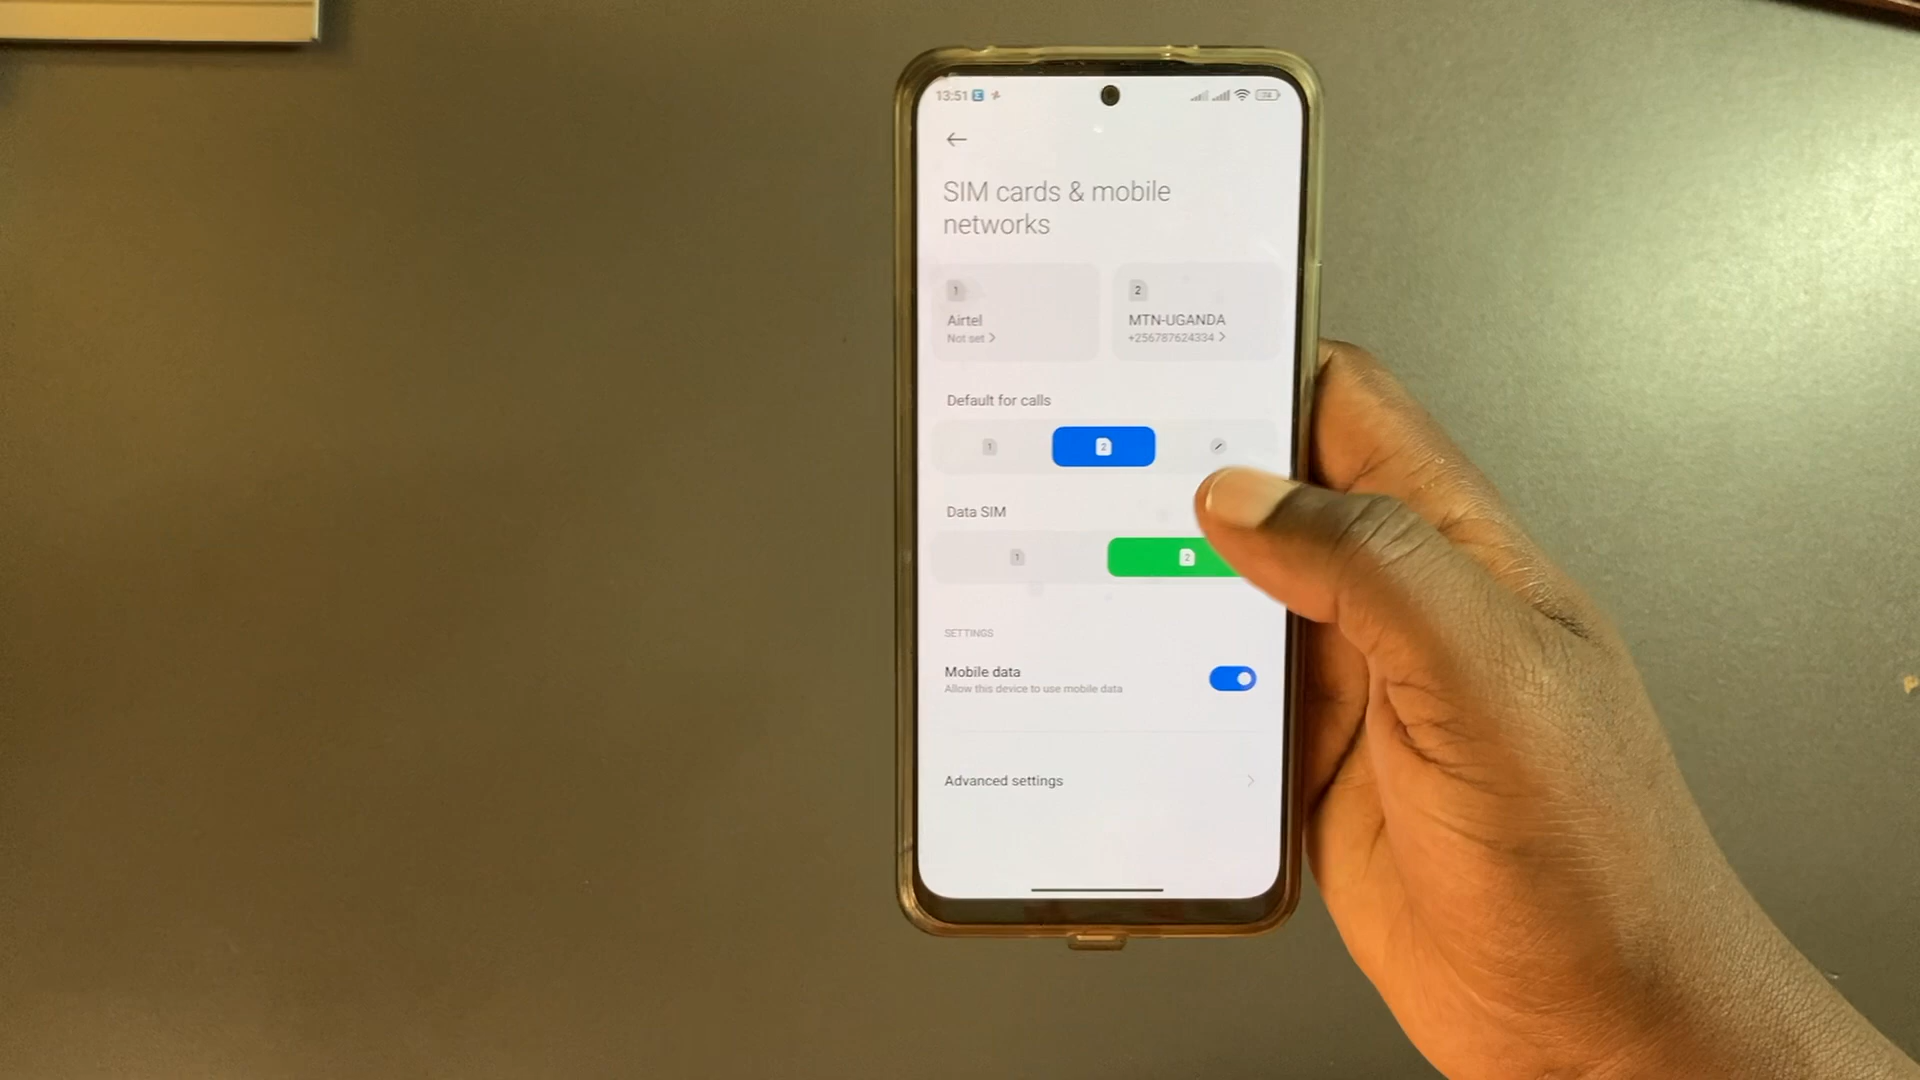 13:51
SIM cards & mobile
networks
1
2
Airtel
MTN-UGANDA
Not set >
+256787624334 >
Default for calls
1
2
Data SIM
1
2
SETTINGS
Mobile data
Allow this device to use mobile data
Advanced settings